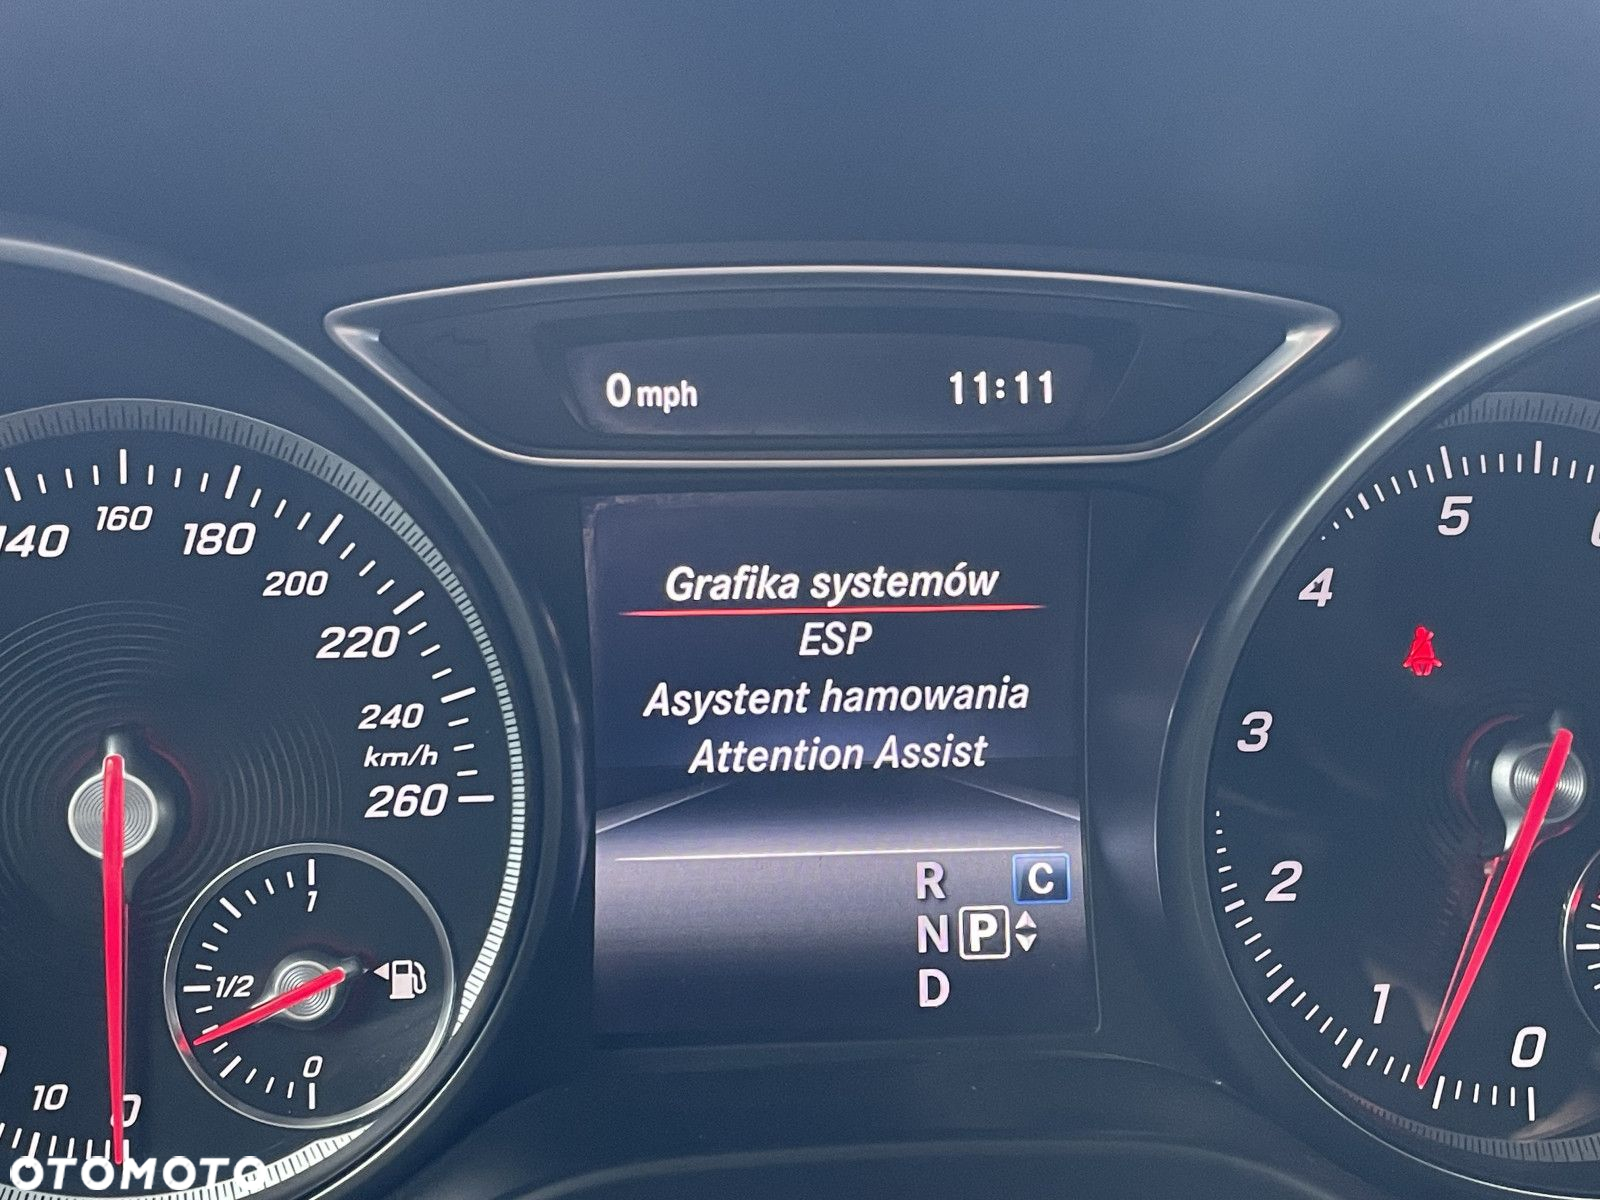 0 mph 11:11
140
160
180
200
220
240
km/h
260
1
1/2
0
10
0
Grafika systemów
ESP
Asystent hamowania
Attention Assist
R C
N P
D
5
4
3
2
1
0
OTOMOTO